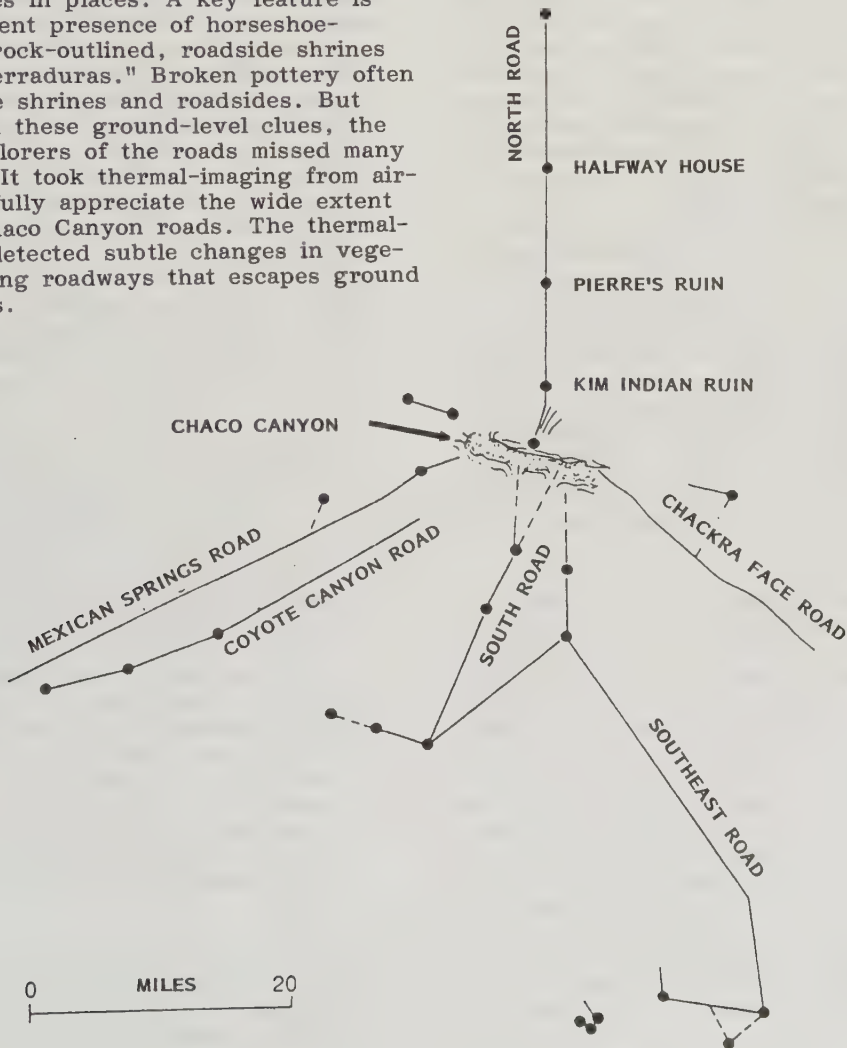 es in places. A key feature is
ent presence of horseshoe-
rock-outlined, roadside shrines
erraduras." Broken pottery often
e shrines and roadsides. But
these ground-level clues, the
lorers of the roads missed many
It took thermal-imaging from air-
fully appreciate the wide extent
aco Canyon roads. The thermal-
detected subtle changes in vege-
ng roadways that escapes ground
s.
NORTH ROAD
HALFWAY HOUSE
PIERRE'S RUIN
KIM INDIAN RUIN
CHACO CANYON
CHACKRA FACE ROAD
MEXICAN SPRINGS ROAD
COYOTE CANYON ROAD
SOUTH ROAD
SOUTHEAST ROAD
0 MILES 20